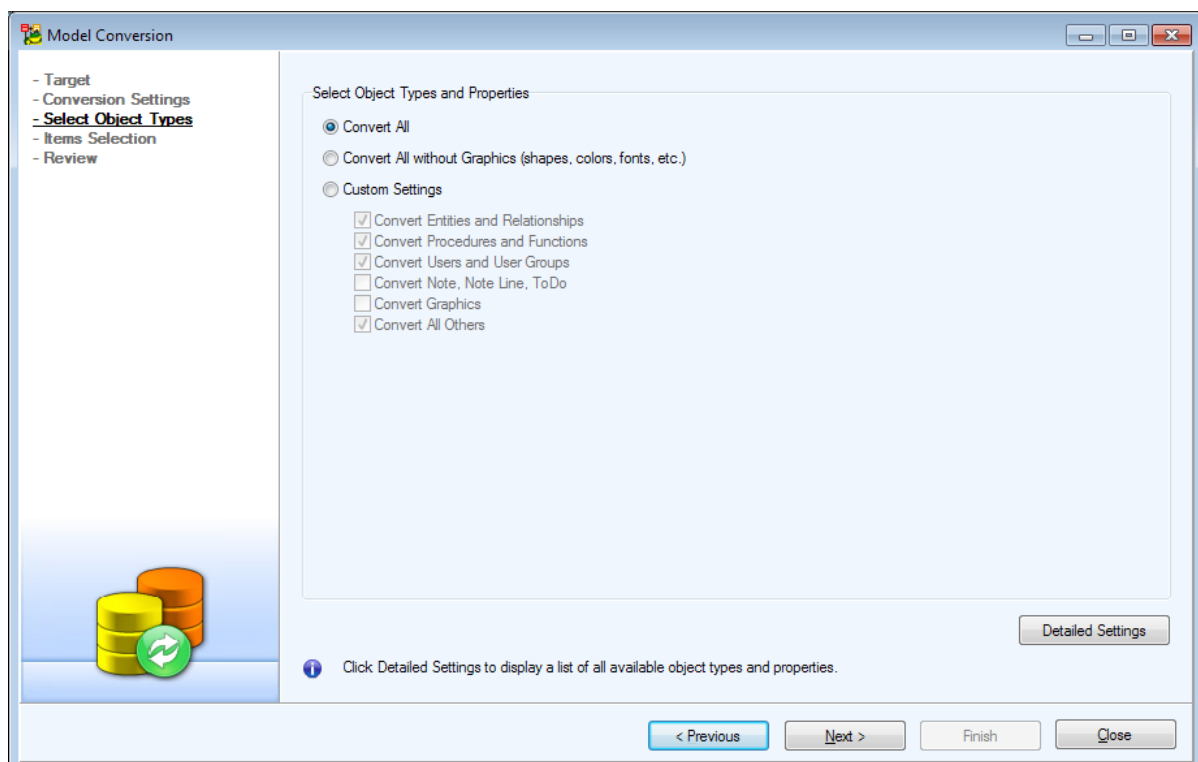 Model Conversion
- Target
- Conversion Settings
- Select Object Types
- Items Selection
- Review
Select Object Types and Properties
Convert All
Convert All without Graphics (shapes, colors, fonts, etc.)
Custom Settings
Convert Entities and Relationships
Convert Procedures and Functions
Convert Users and User Groups
Convert Note, Note Line, ToDo
Convert Graphics
Convert All Others
Detailed Settings
Click Detailed Settings to display a list of all available object types and properties.
< Previous
Next >
Finish
Close